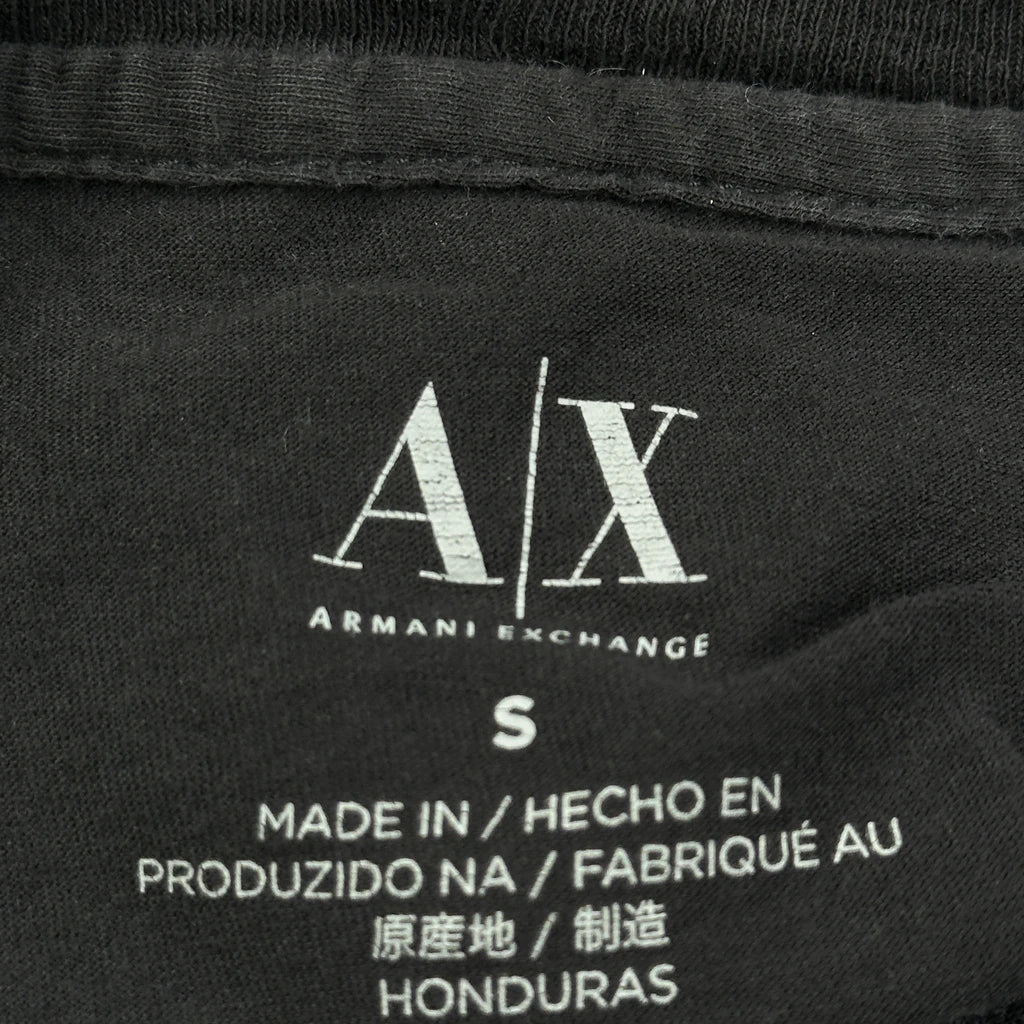 A|X
ARMANI EXCHANGE
S
MADE IN / HECHO EN
PRODUZIDO NA / FABRIQUÉ AU
原産地 / 制造
HONDURAS